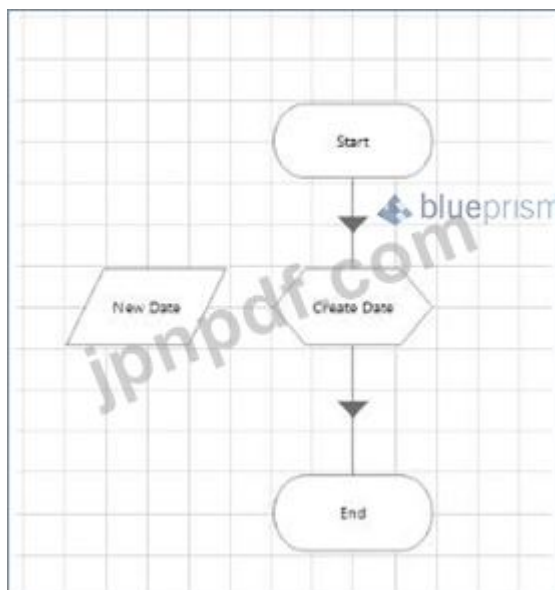 Start
blueprism
New Date
Create Date
jpnpdf.com
End